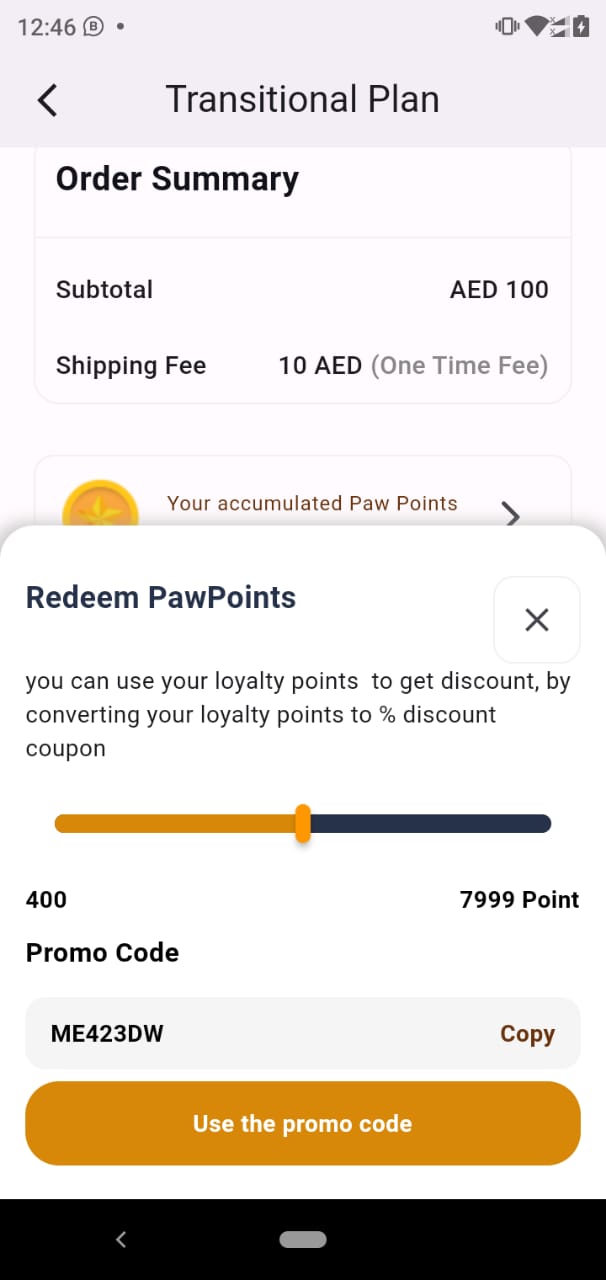 12:46
Transitional Plan
Order Summary
Subtotal AED 100
Shipping Fee 10 AED (One Time Fee)
Your accumulated Paw Points
Redeem PawPoints
you can use your loyalty points  to get discount, by
converting your loyalty points to % discount
coupon
400 7999 Point
Promo Code
ME423DW Copy
Use the promo code